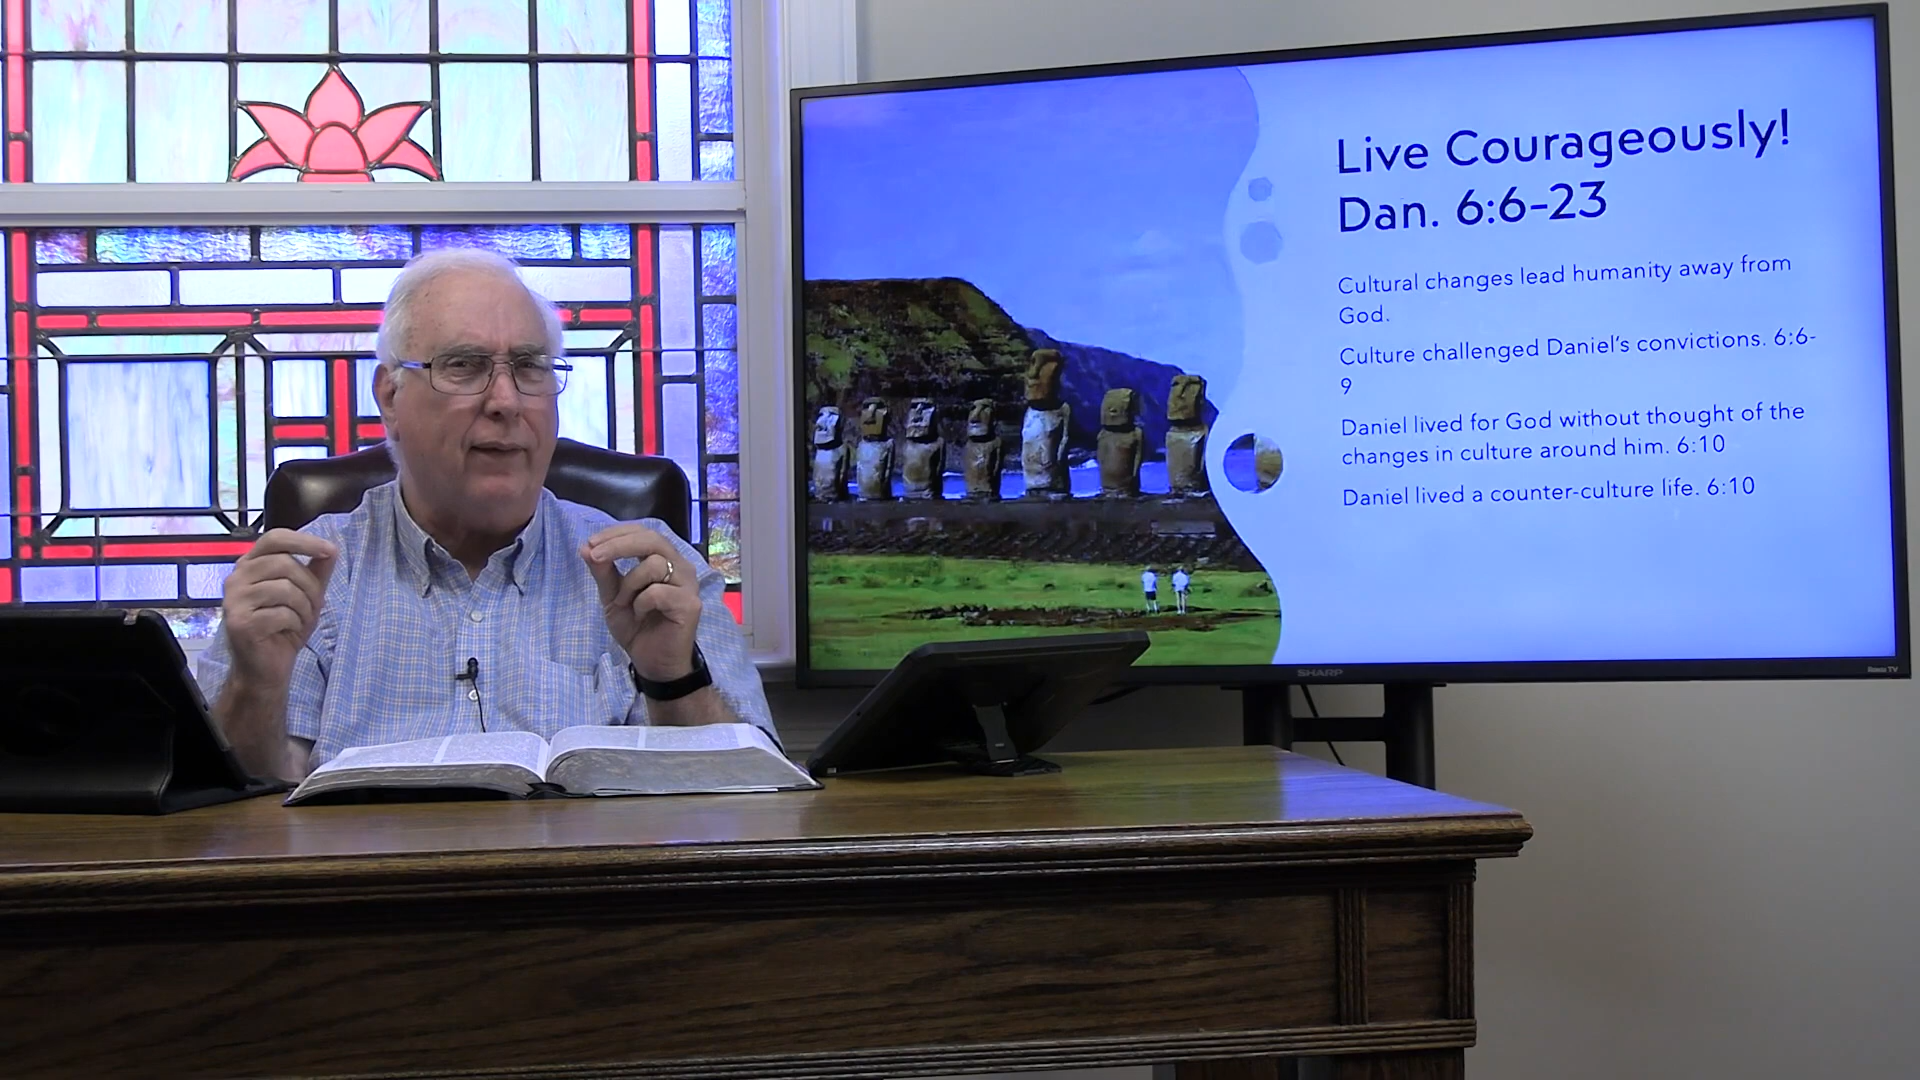 Live Courageously!
Dan. 6:6-23
Cultural changes lead humanity away from
God.
Culture challenged Daniel's convictions. 6:6-
9
Daniel lived for God without thought of the
changes in culture around him. 6:10
Daniel lived a counter-culture life. 6:10
SHARP
Roku TV